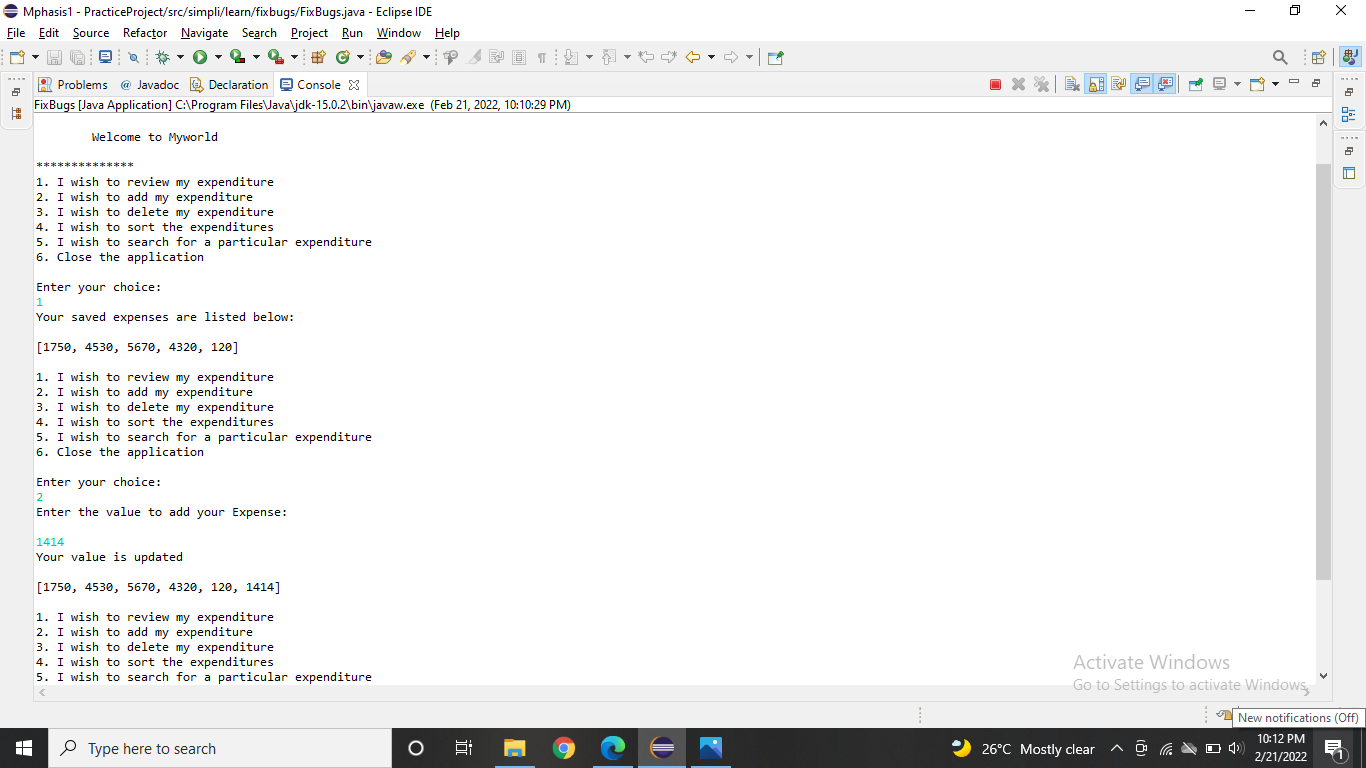 Mphasis1 - PracticeProject/src/simpli/learn/fixbugs/FixBugs.java - Eclipse IDE
File Edit Source Refactor Navigate Search Project Run Window Help
Problems @ Javadoc Declaration Console
FixBugs [Java Application] C:\Program Files\Java\jdk-15.0.2\bin\javaw.exe (Feb 21, 2022, 10:10:29 PM)
Welcome to Myworld
**************
1. I wish to review my expenditure
2. I wish to add my expenditure
3. I wish to delete my expenditure
4. I wish to sort the expenditures
5. I wish to search for a particular expenditure
6. Close the application
Enter your choice:
1
Your saved expenses are listed below:
[1750, 4530, 5670, 4320, 120]
1. I wish to review my expenditure
2. I wish to add my expenditure
3. I wish to delete my expenditure
4. I wish to sort the expenditures
5. I wish to search for a particular expenditure
6. Close the application
Enter your choice:
2
Enter the value to add your Expense:
1414
Your value is updated
[1750, 4530, 5670, 4320, 120, 1414]
1. I wish to review my expenditure
2. I wish to add my expenditure
3. I wish to delete my expenditure
4. I wish to sort the expenditures
5. I wish to search for a particular expenditure
Activate Windows
Go to Settings to activate Windows.
New notifications (Off)
Type here to search
26°C Mostly clear
10:12 PM
2/21/2022
1